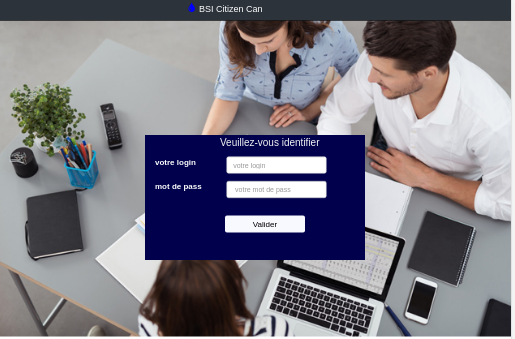 BSI Citizen Can
Veuillez-vous identifier
votre login
votre login
mot de pass
votre mot de pass
Valider